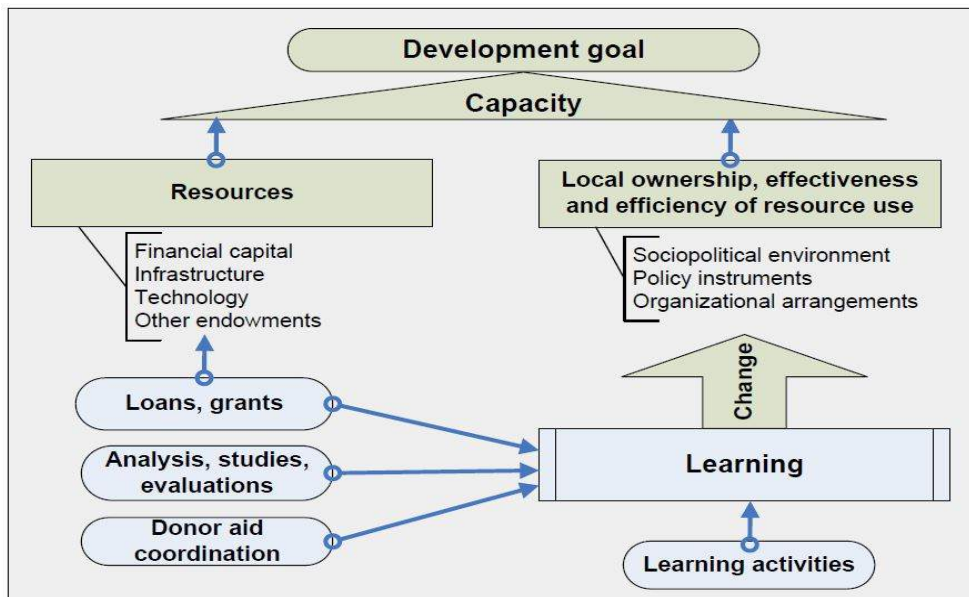 Development goal
Capacity
Resources
Local ownership, effectiveness
and efficiency of resource use
Financial capital
Infrastructure
Technology
Other endowments
Sociopolitical environment
Policy instruments
Organizational arrangements
Change
Loans, grants
Analysis, studies,
evaluations
Donor aid
coordination
Learning
Learning activities